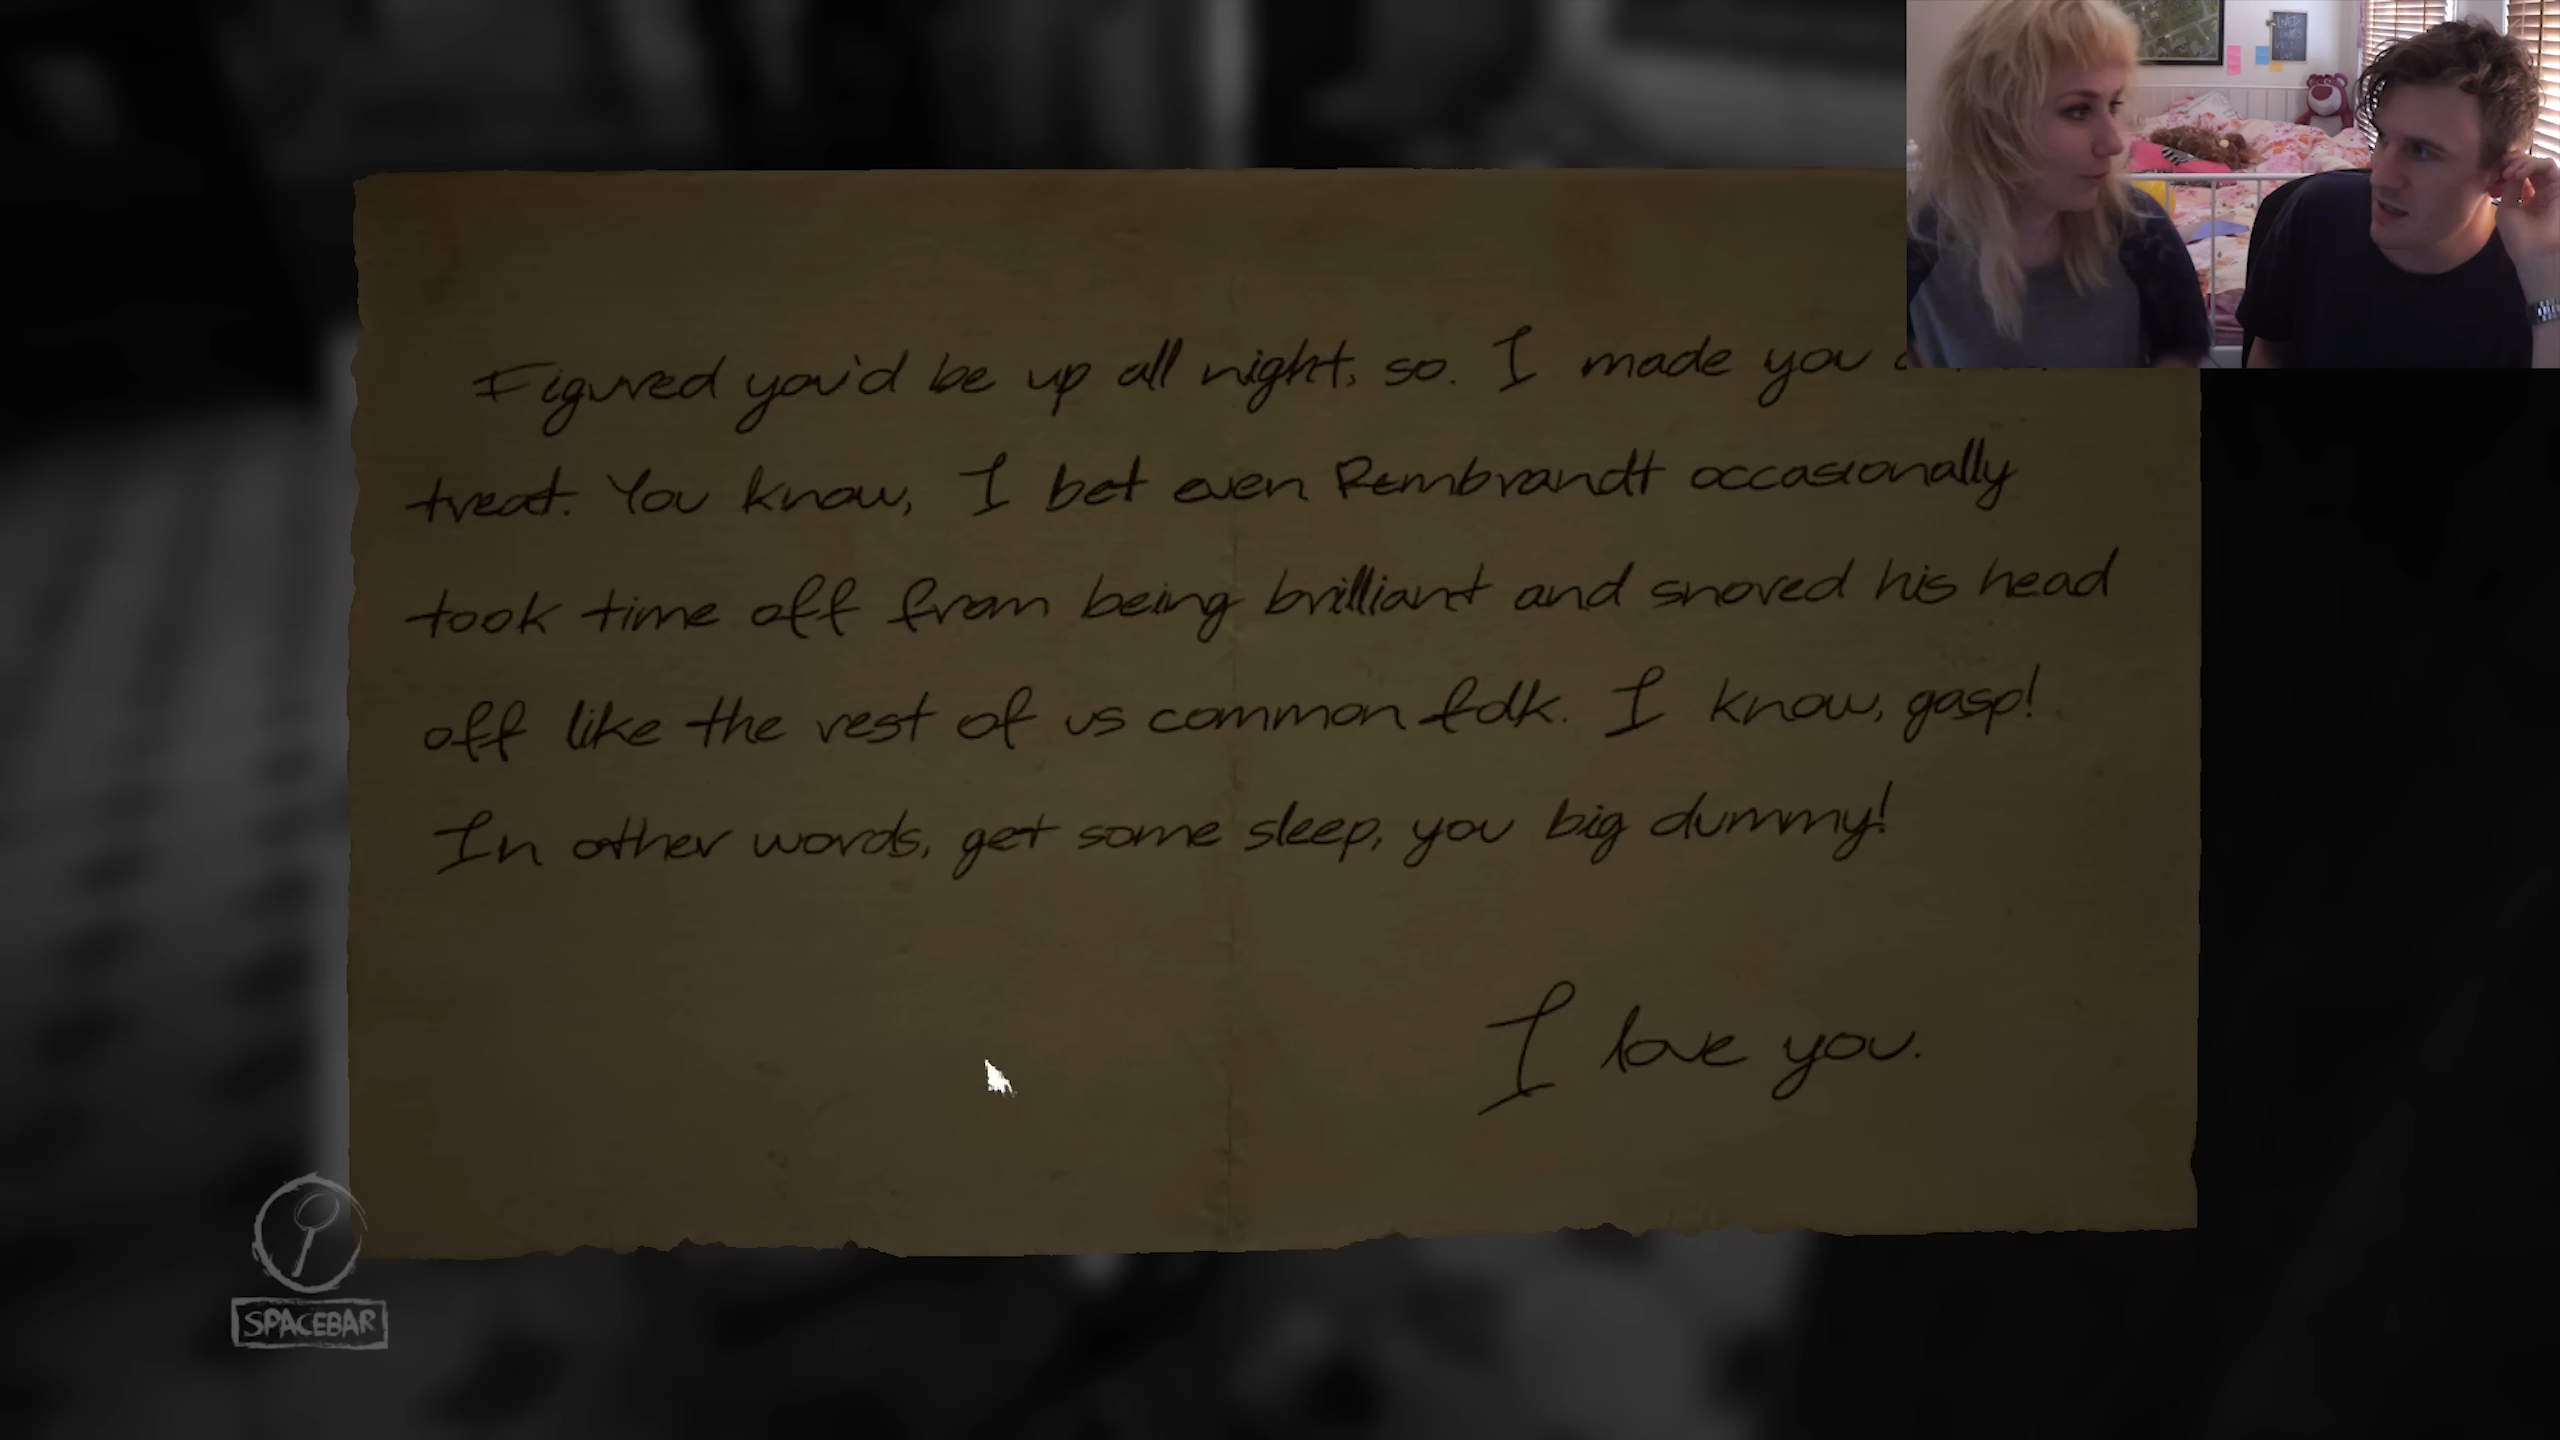 Figured you'd be up all night, so. I made you
treat. You know, I bet even Rembrandt occasionally
took time off from being brilliant and snored his head
off like the rest of us common folk. I know, gasp!
In other words, get some sleep, you big dummy!
I love you.
SPACEBAR